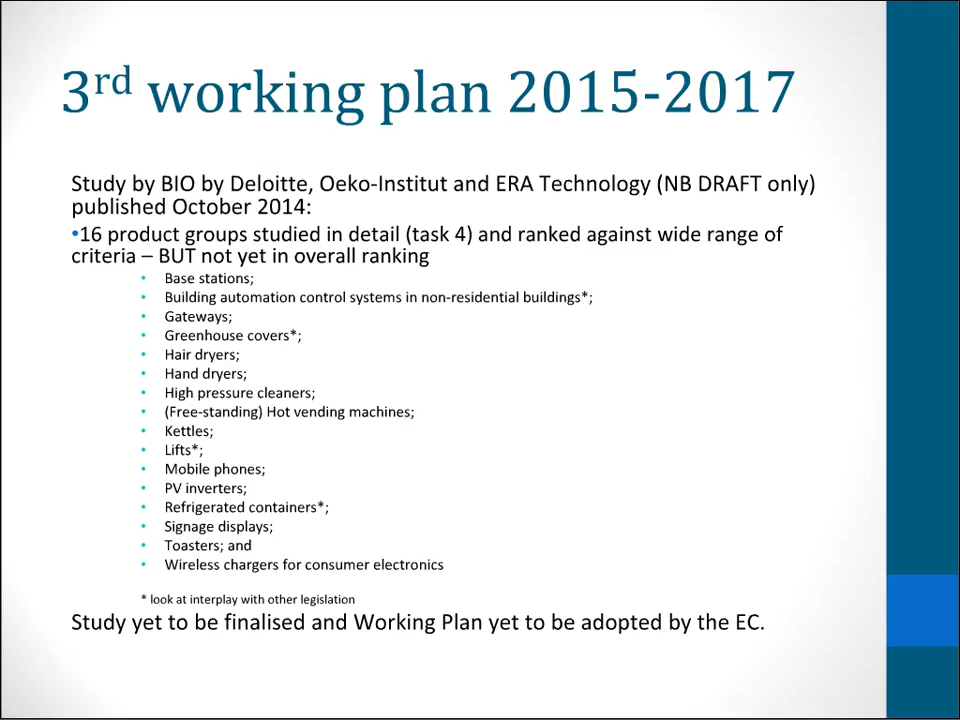 3rd working plan 2015-2017
Study by BIO by Deloitte, Oeko-Institut and ERA Technology (NB DRAFT only)
published October 2014:
•16 product groups studied in detail (task 4) and ranked against wide range of
criteria – BUT not yet in overall ranking
• Base stations;
• Building automation control systems in non-residential buildings*;
• Gateways;
• Greenhouse covers*;
• Hair dryers;
• Hand dryers;
• High pressure cleaners;
• (Free-standing) Hot vending machines;
• Kettles;
• Lifts*;
• Mobile phones;
• PV inverters;
• Refrigerated containers*;
• Signage displays;
• Toasters; and
• Wireless chargers for consumer electronics
* look at interplay with other legislation
Study yet to be finalised and Working Plan yet to be adopted by the EC.